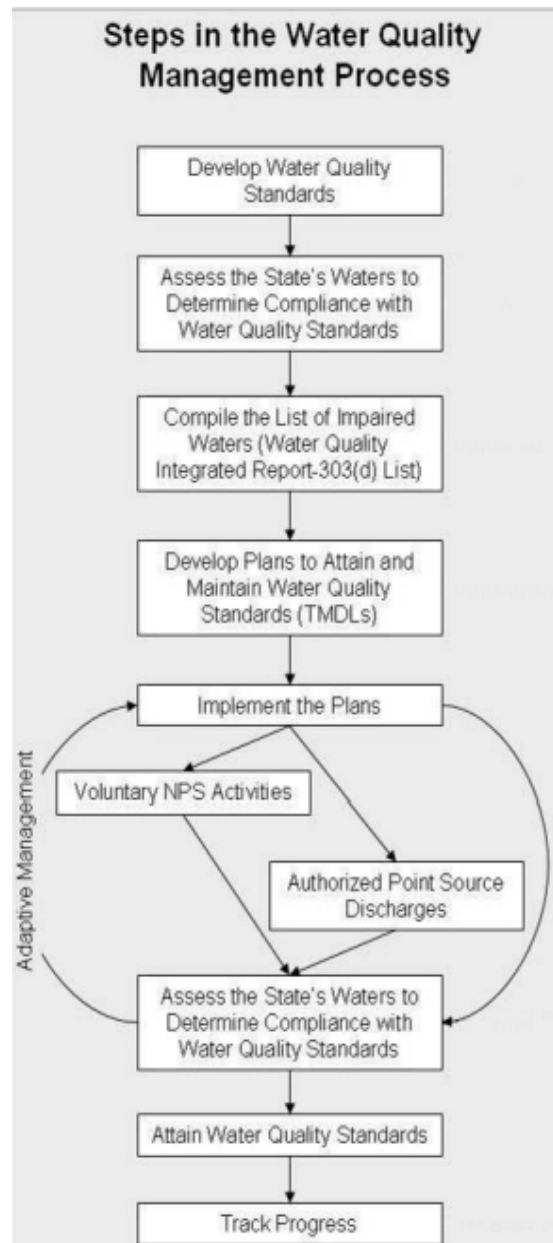 Steps in the Water Quality
Management Process
Develop Water Quality
Standards
Assess the State's Waters to
Determine Compliance with
Water Quality Standards
Compile the List of Impaired
Waters (Water Quality
Integrated Report-303(d) List)
Develop Plans to Attain and
Maintain Water Quality
Standards (TMDLs)
Implement the Plans
Adaptive Management
Voluntary NPS Activities
Authorized Point Source
Discharges
Assess the State's Waters to
Determine Compliance with
Water Quality Standards
Attain Water Quality Standards
Track Progress